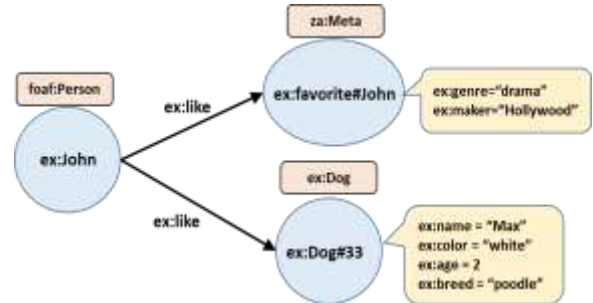 za:Meta
foaf:Person
ex:favorite#John
ex:genre="drama"
ex:maker="Hollywood"
ex:like
ex:John
ex:Dog
ex:like
ex:Dog#33
ex:name = "Max"
ex:color = "white"
ex:age = 2
ex:breed = "poodle"